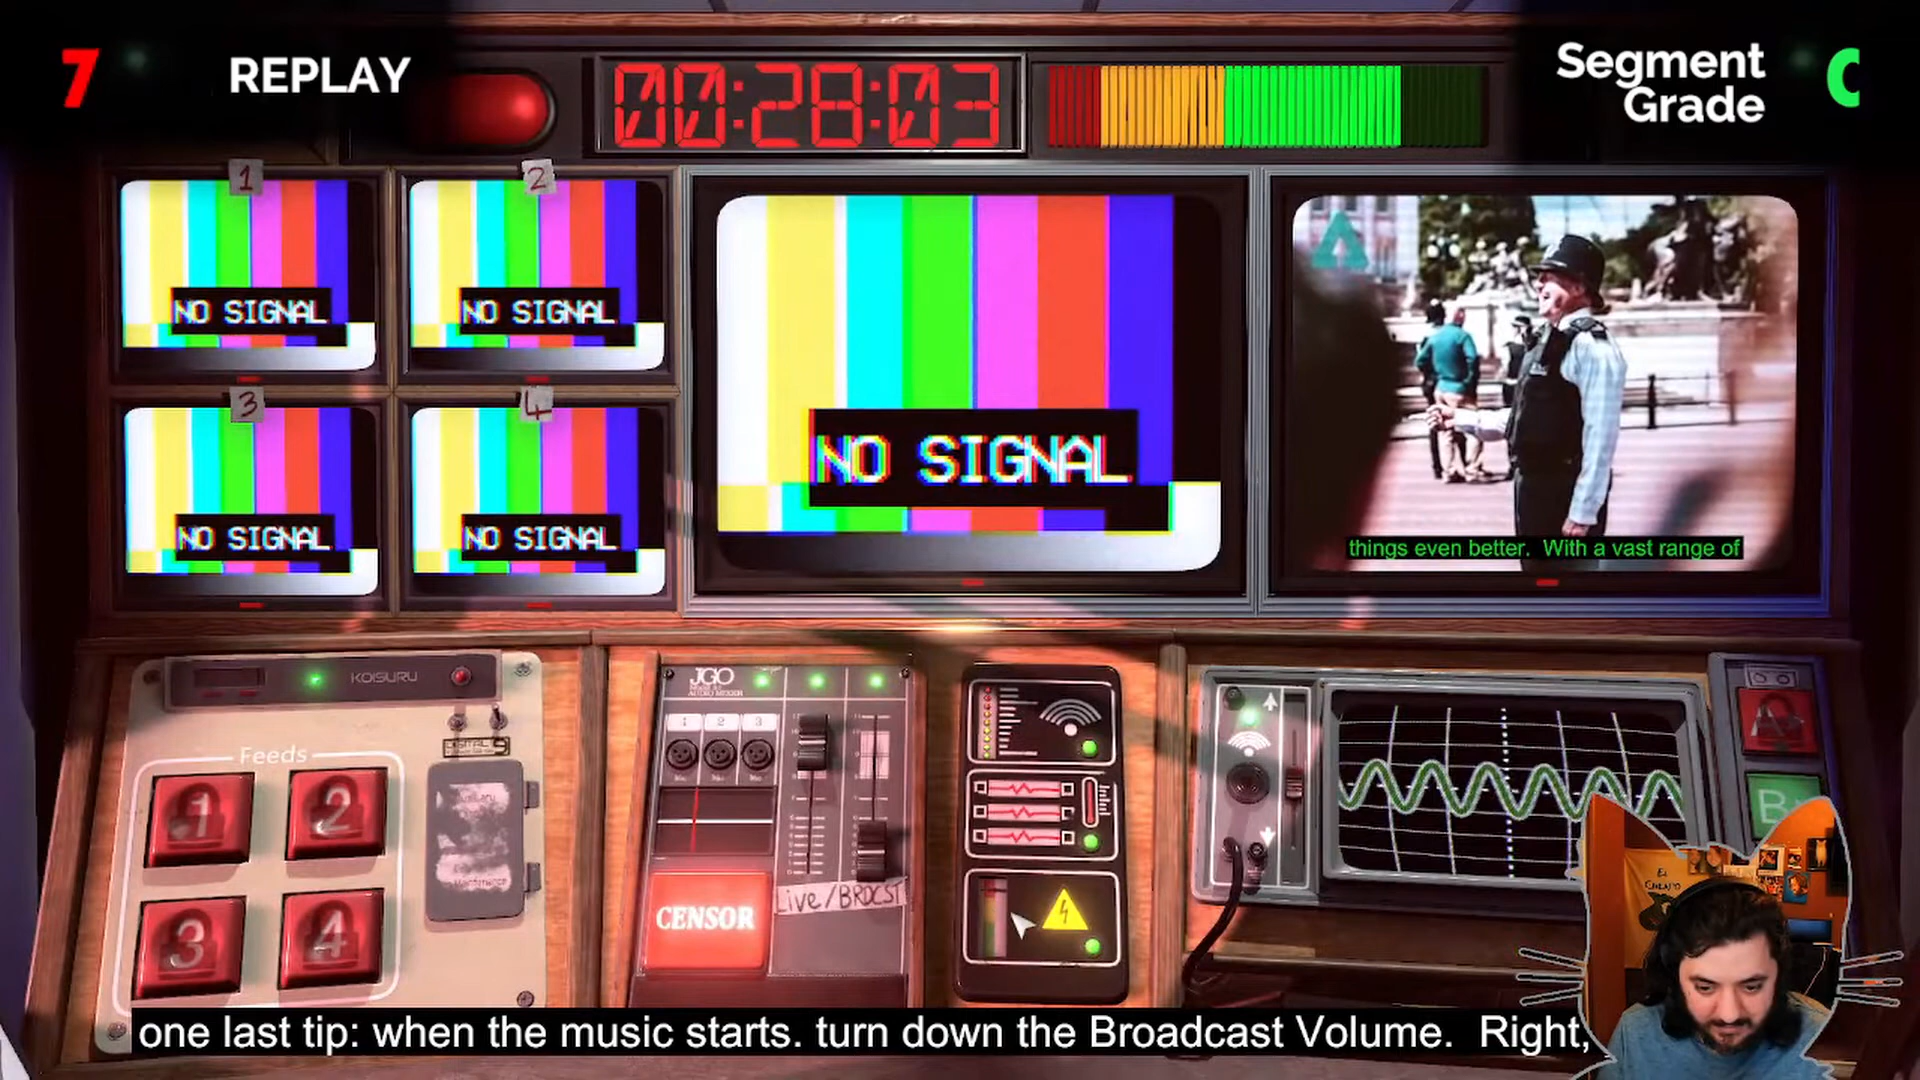 7
REPLAY
00:28:03
Segment
Grade
C
1
2
NO SIGNAL
NO SIGNAL
NO SIGNAL
3
4
NO SIGNAL
NO SIGNAL
things even better. With a vast range of
KOISURU
JGO
Feeds
1
2
3
4
1 2 3
CENSOR
Live/BRDCST
A
B
one last tip: when the music starts. turn down the Broadcast Volume. Right,